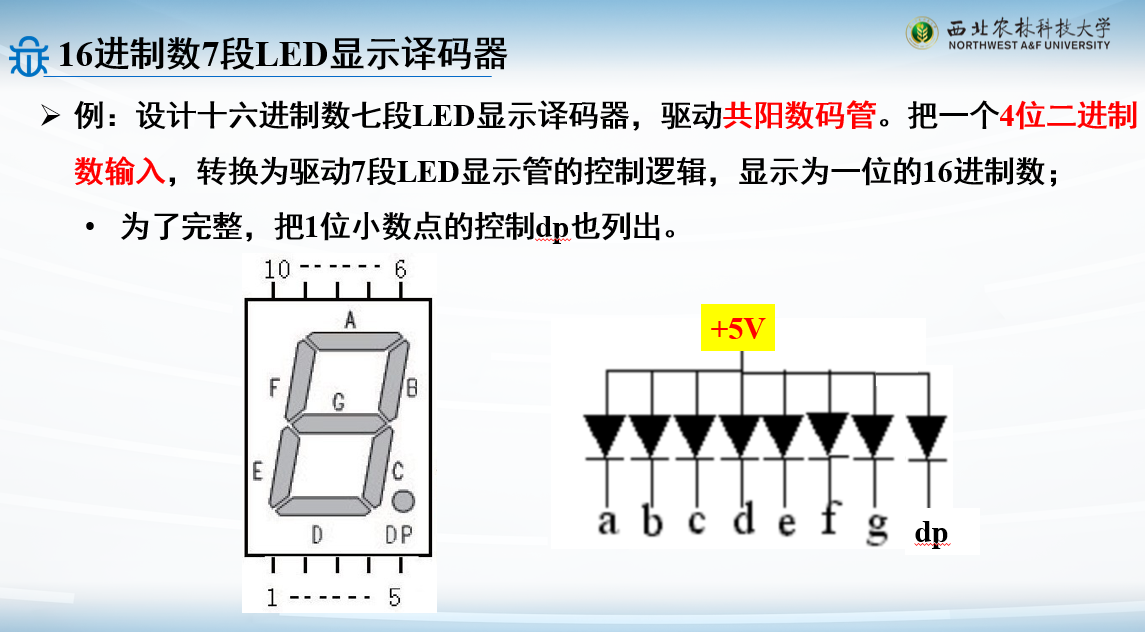 西北农林科技大学
NORTHWEST A&F UNIVERSITY
16进制数7段LED显示译码器
➢ 例：设计十六进制数七段LED显示译码器，驱动共阳数码管。把一个4位二进制
数输入，转换为驱动7段LED显示管的控制逻辑，显示为一位的16进制数；
• 为了完整，把1位小数点的控制dp也列出。
10 ------ 6
A
F
B
G
E
C
D
DP
1 ------ 5
+5V
a b c d e f g dp